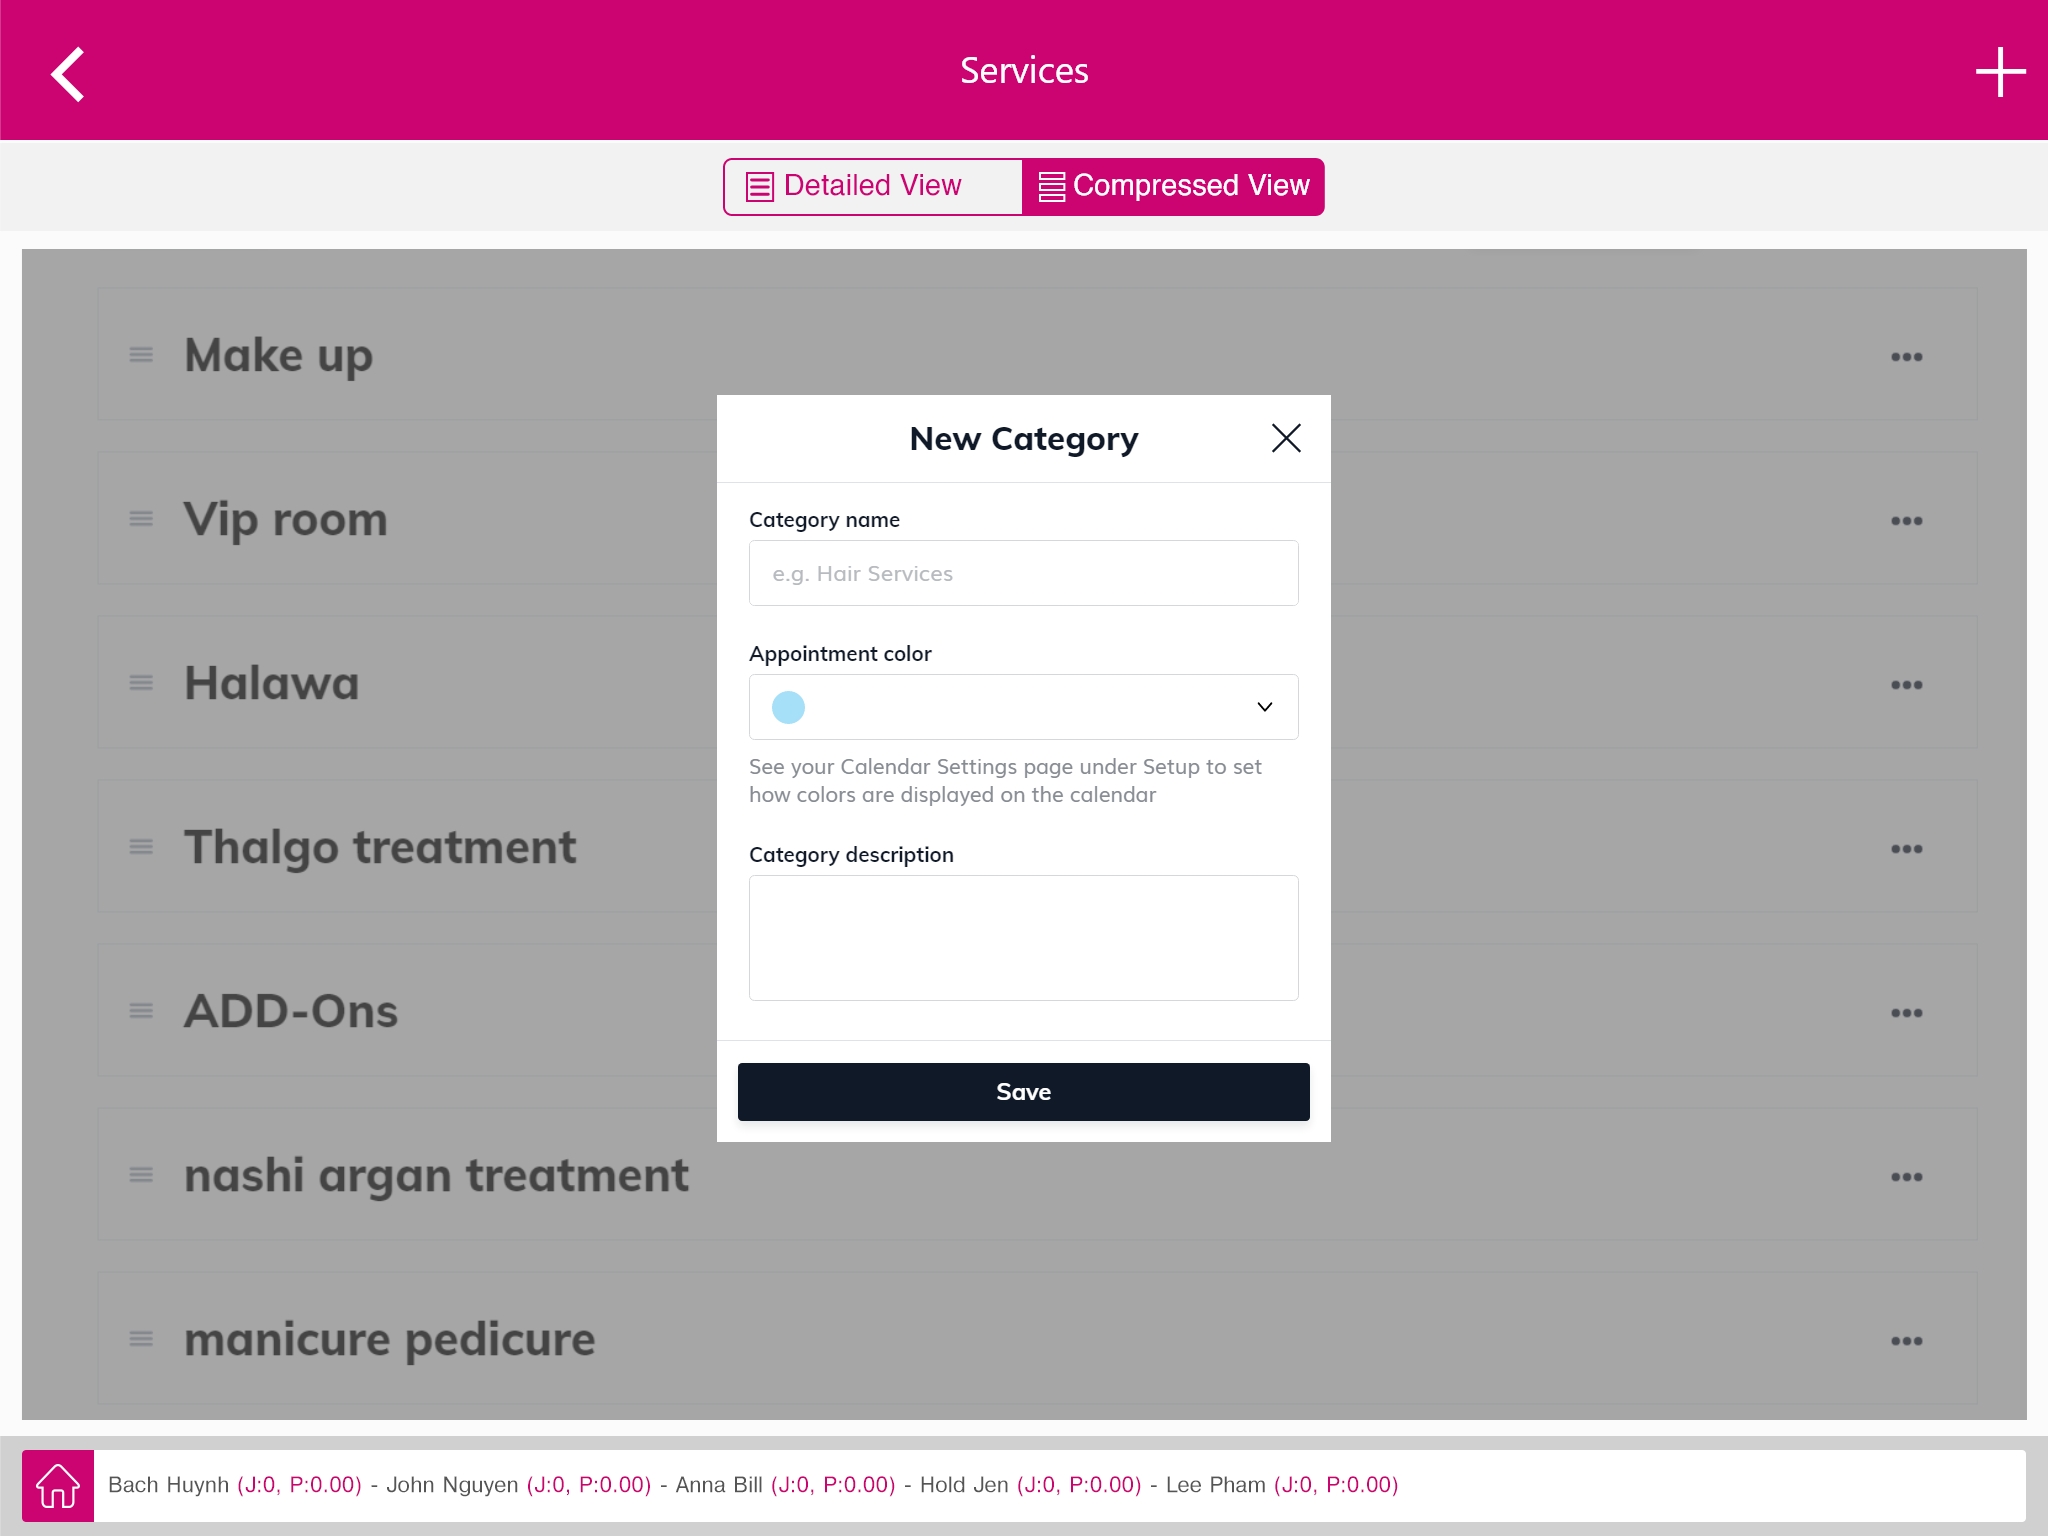 Services
Detailed View
Compressed View
Make up
Vip room
Halawa
Thalgo treatment
ADD-Ons
nashi argan treatment
manicure pedicure
New Category
Category name
e.g. Hair Services
Appointment color
See your Calendar Settings page under Setup to set
how colors are displayed on the calendar
Category description
Save
Bach Huynh (J:0, P:0.00) - John Nguyen (J:0, P:0.00) - Anna Bill (J:0, P:0.00) - Hold Jen (J:0, P:0.00) - Lee Pham (J:0, P:0.00)